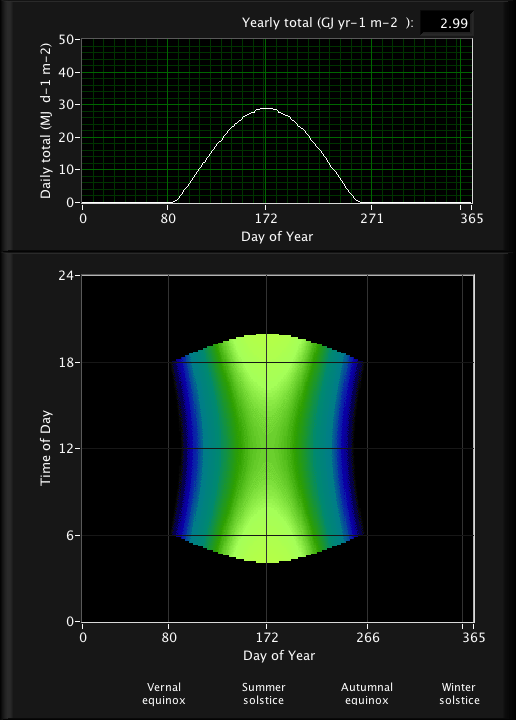 Yearly total (GJ yr-1 m-2 ): 2.99
50
40
30
20
10
0
Daily total (MJ d-1 m-2)
0 80 172 271 365
Day of Year
24
18
12
6
0
Time of Day
0 80 172 266 365
Day of Year
Vernal equinox
Summer solstice
Autumnal equinox
Winter solstice